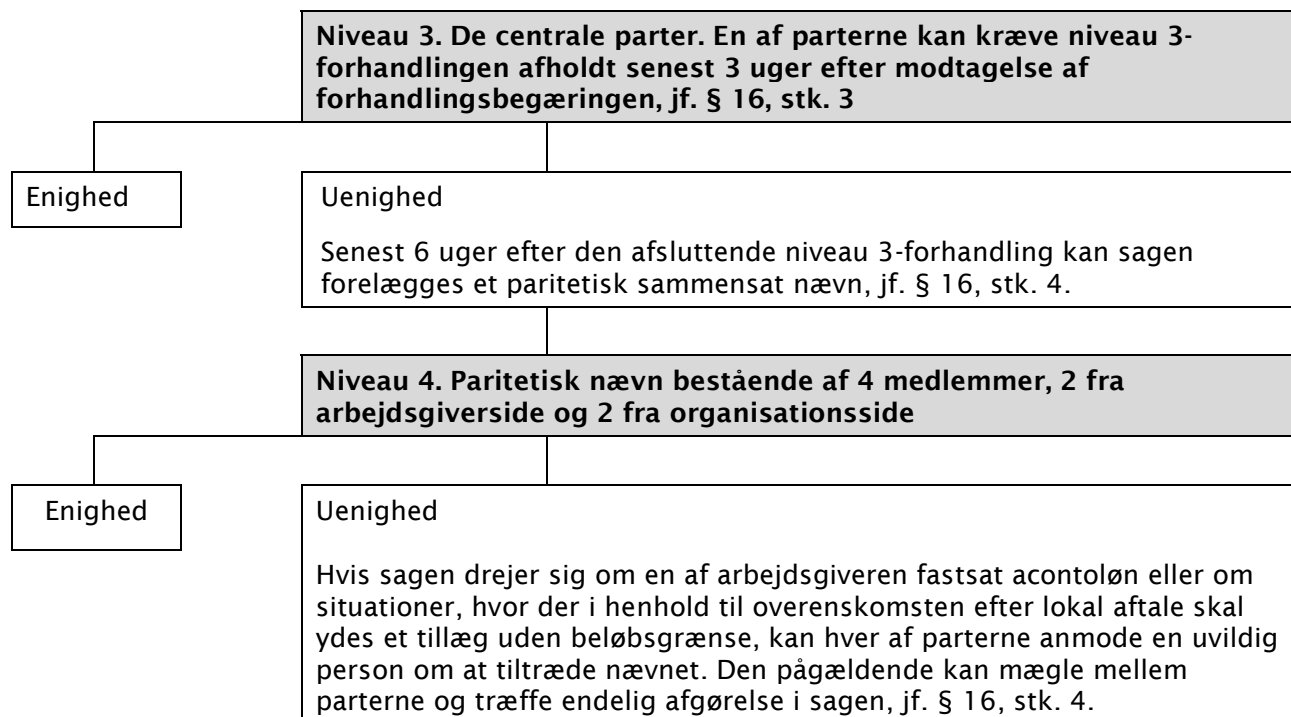 Niveau 3. De centrale parter. En af parterne kan kræve niveau 3-
forhandlingen afholdt senest 3 uger efter modtagelse af
forhandlingsbegæringen, jf. § 16, stk. 3
Enighed
Uenighed
Senest 6 uger efter den afsluttende niveau 3-forhandling kan sagen
forelægges et paritetisk sammensat nævn, jf. § 16, stk. 4.
Niveau 4. Paritetisk nævn bestående af 4 medlemmer, 2 fra
arbejdsgiverside og 2 fra organisationsside
Enighed
Uenighed
Hvis sagen drejer sig om en af arbejdsgiveren fastsat acontoløn eller om
situationer, hvor der i henhold til overenskomsten efter lokal aftale skal
ydes et tillæg uden beløbsgrænse, kan hver af parterne anmode en uvildig
person om at tiltræde nævnet. Den pågældende kan mægle mellem
parterne og træffe endelig afgørelse i sagen, jf. § 16, stk. 4.